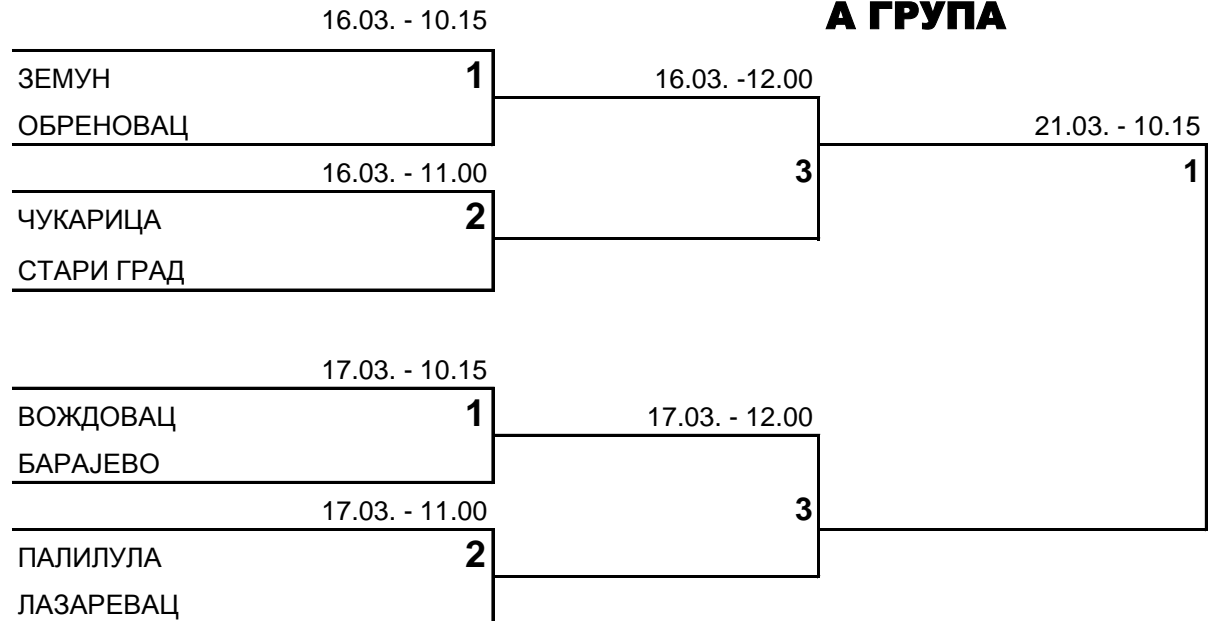 А ГРУПА
16.03. - 10.15
ЗЕМУН 1
16.03. -12.00
ОБРЕНОВАЦ
21.03. - 10.15
16.03. - 11.00
3
1
ЧУКАРИЦА 2
СТАРИ ГРАД
17.03. - 10.15
ВОЖДОВАЦ 1
17.03. - 12.00
БАРАЈЕВО
17.03. - 11.00
3
ПАЛИЛУЛА 2
ЛАЗАРЕВАЦ